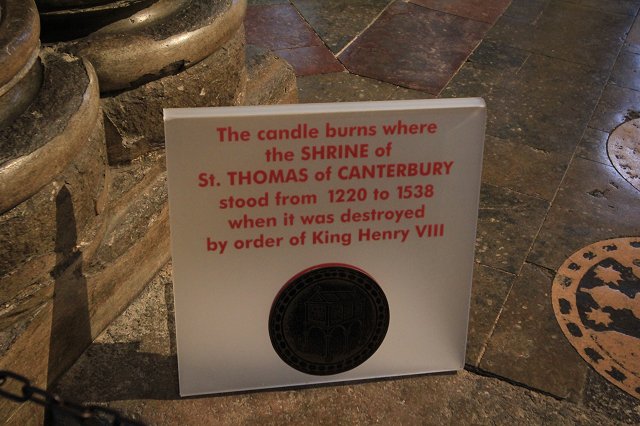 The candle burns where
the SHRINE of
St. THOMAS of CANTERBURY
stood from 1220 to 1538
when it was destroyed
by order of King Henry VIII